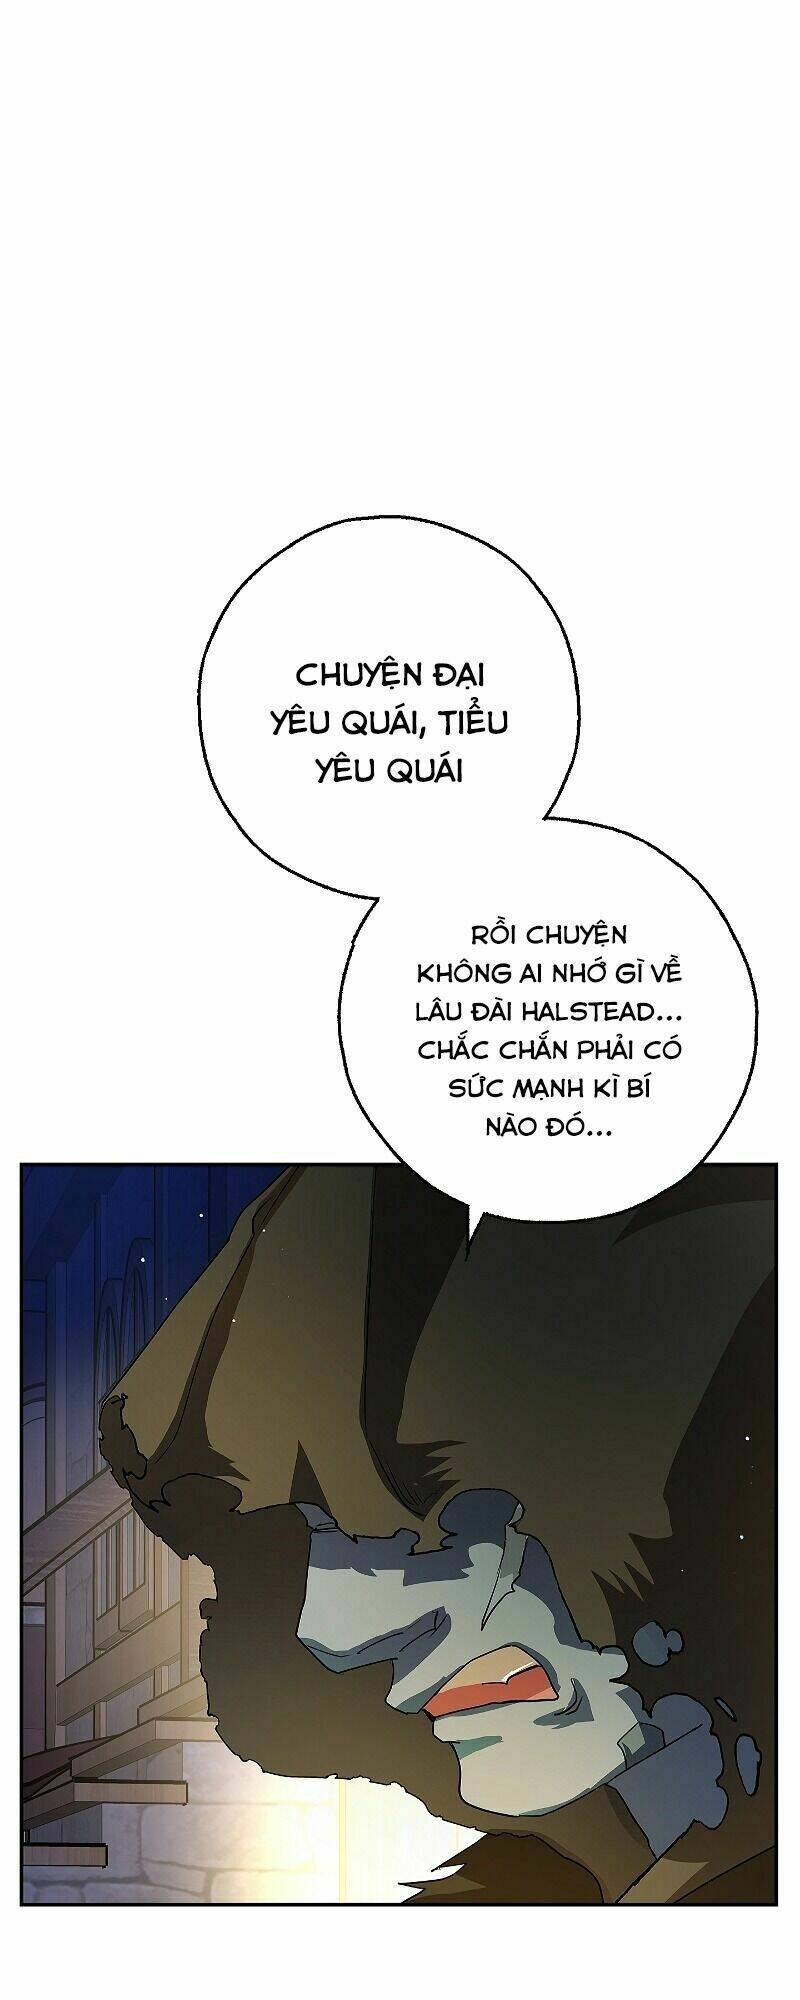 CHUYỆN ĐẠI
YÊU QUÁI, TIỂU
YÊU QUÁI
RỒI CHUYỆN
KHÔNG AI NHỚ GÌ VỀ
LÂU ĐÀI HALSTEAD...
CHẮC CHẮN PHẢI CÓ
SỨC MẠNH KÌ BÍ
NÀO ĐÓ...